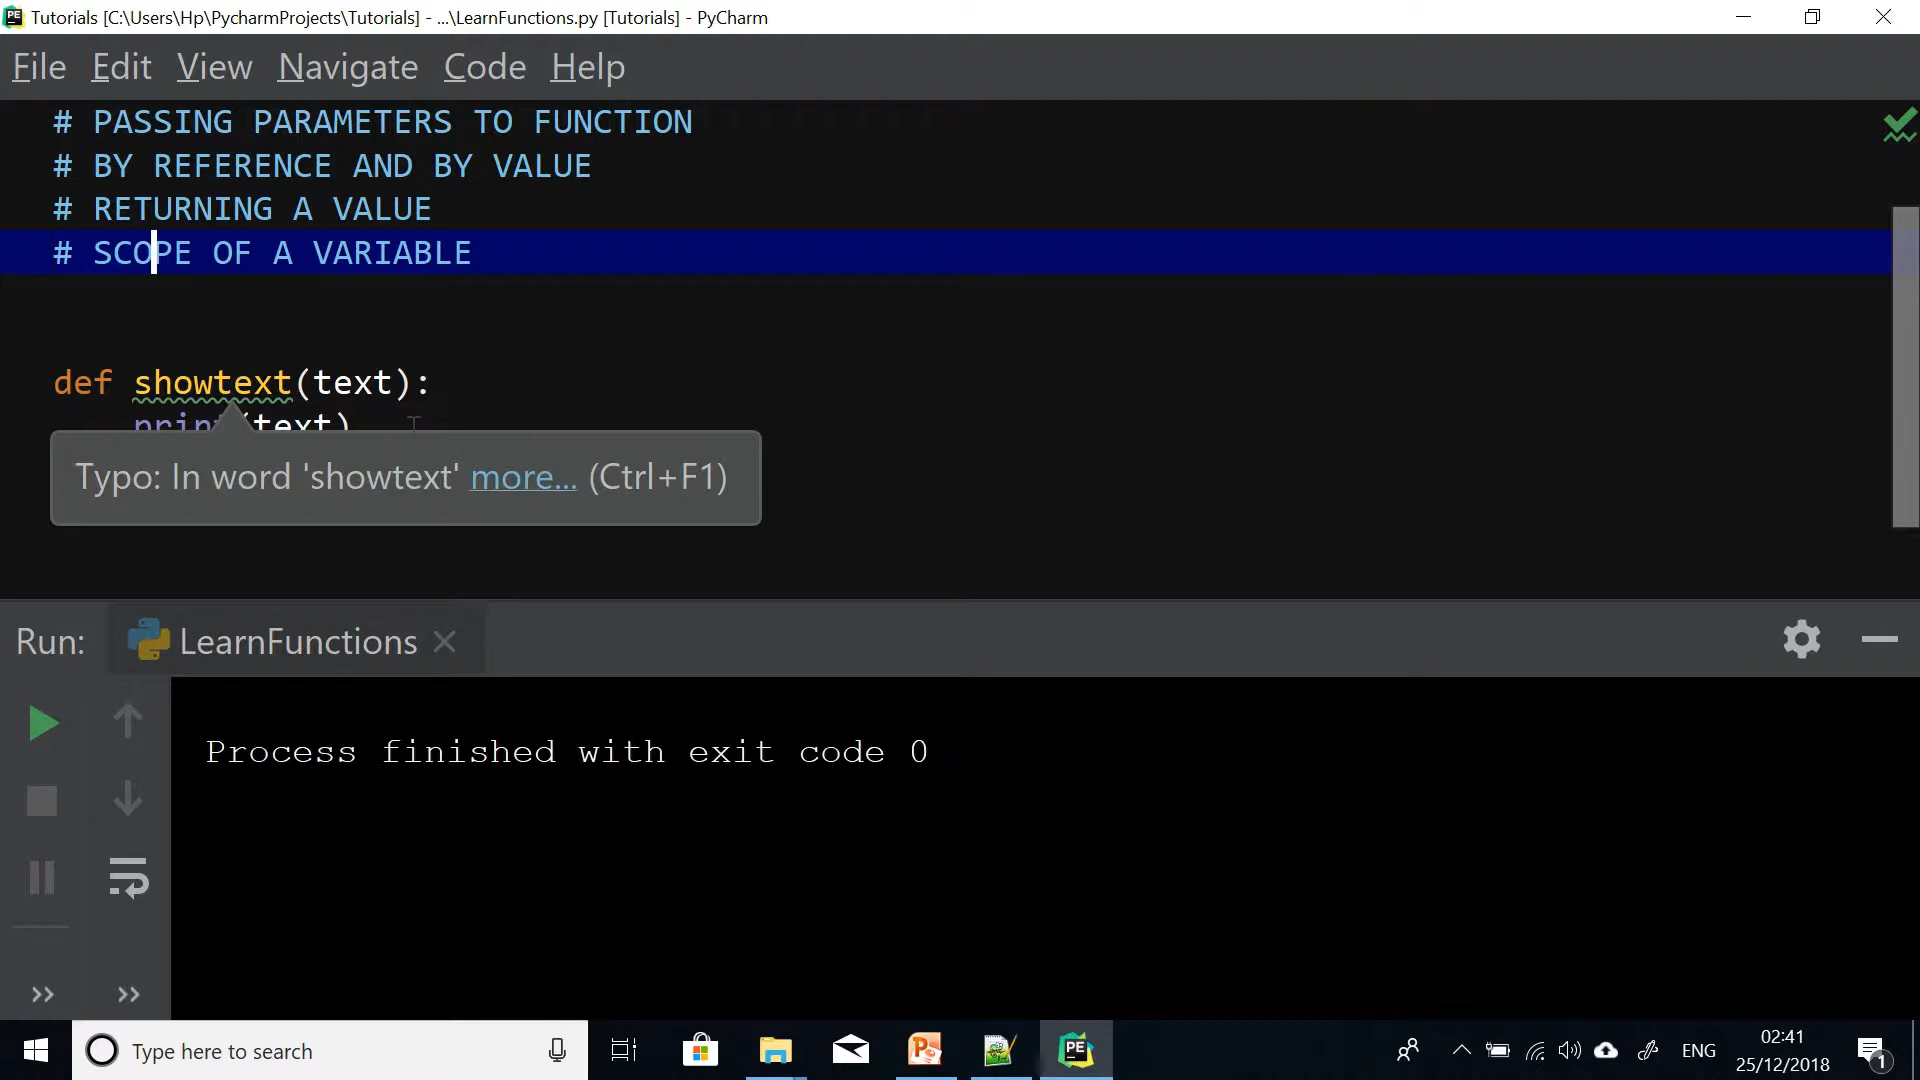 Tutorials [C:\Users\Hp\PycharmProjects\Tutorials] - ...\LearnFunctions.py [Tutorials] - PyCharm
File Edit View Navigate Code Help
# PASSING PARAMETERS TO FUNCTION
# BY REFERENCE AND BY VALUE
# RETURNING A VALUE
# SCOPE OF A VARIABLE
def showtext(text):
print(text)
Typo: In word 'showtext' more... (Ctrl+F1)
Run: LearnFunctions
Process finished with exit code 0
Type here to search
ENG
02:41
25/12/2018
1